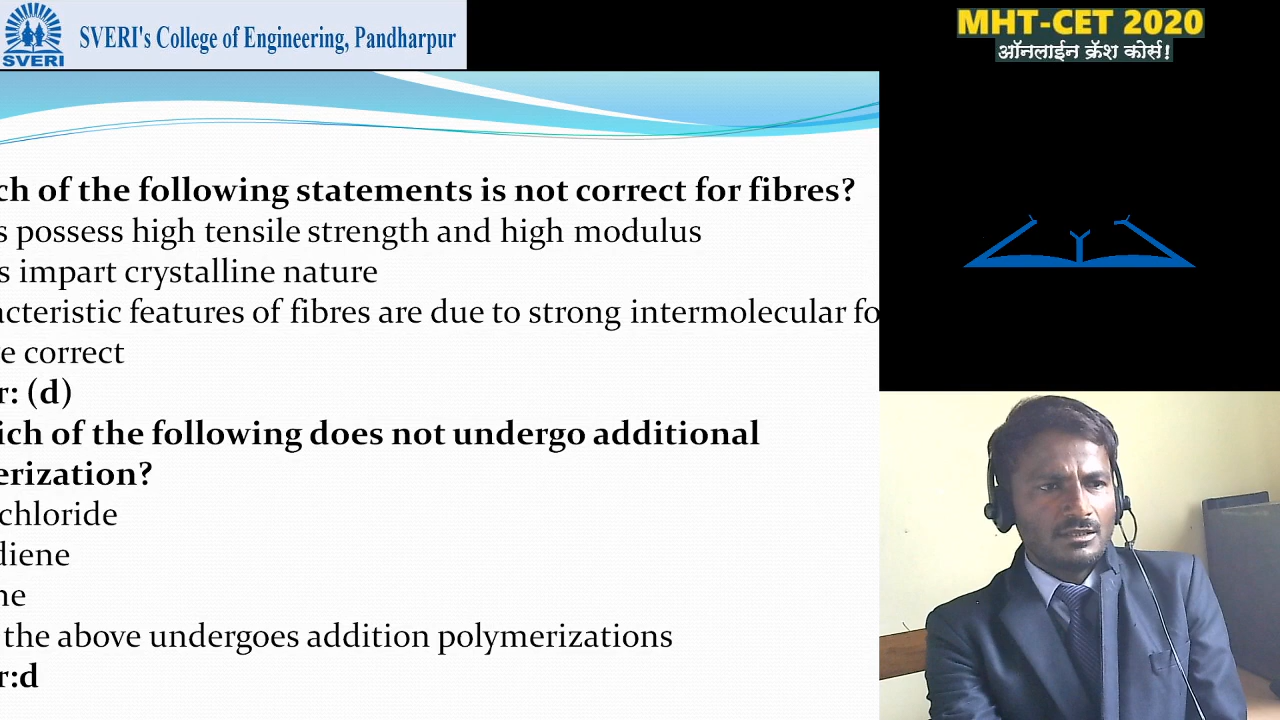 SVERI
SVERI's College of Engineering, Pandharpur
MHT-CET 2020
ऑनलाईन क्रॅश कोर्स!
ch of the following statements is not correct for fibres?
s possess high tensile strength and high modulus
s impart crystalline nature
acteristic features of fibres are due to strong intermolecular fo
e correct
r: (d)
ich of the following does not undergo additional
erization?
chloride
diene
ne
the above undergoes addition polymerizations
r:d